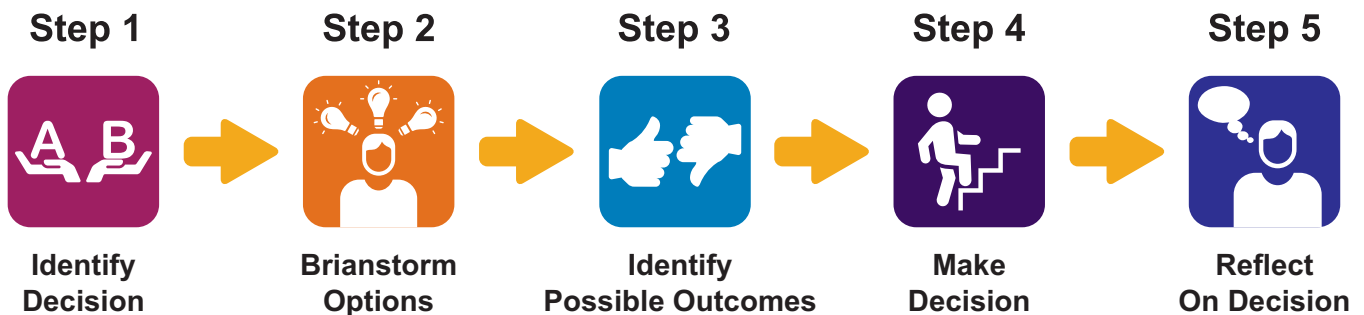 Step 1
Step 2
Step 3
Step 4
Step 5
A B
Identify
Decision
Brianstorm
Options
Identify
Possible Outcomes
Make
Decision
Reflect
On Decision